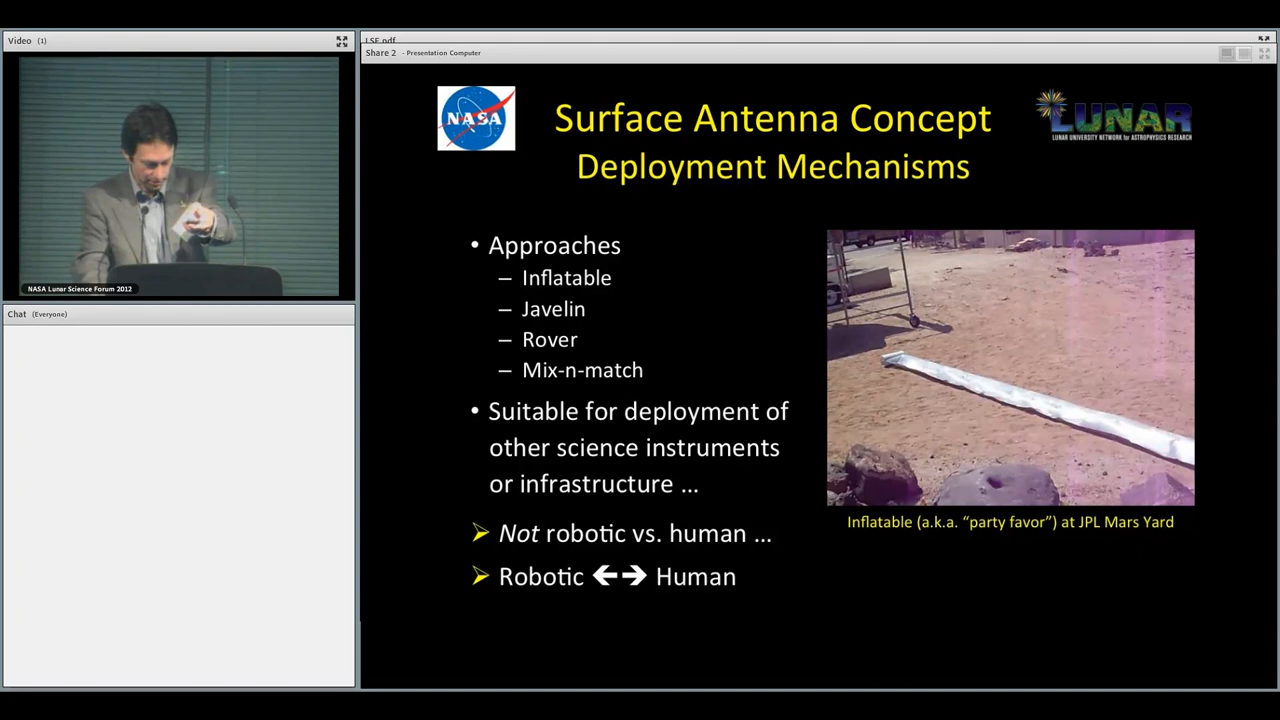 Video (1)
NASA Lunar Science Forum 2012
Chat (Everyone)
LSF.pdf
Share 2 - Presentation Computer
NASA
Surface Antenna Concept
Deployment Mechanisms
LUNAR
LUNAR UNIVERSITY NETWORK for ASTROPHYSICS RESEARCH
• Approaches
– Inflatable
– Javelin
– Rover
– Mix-n-match
• Suitable for deployment of
other science instruments
or infrastructure ...
➢ Not robotic vs. human ...
➢ Robotic ←→ Human
Inflatable (a.k.a. “party favor”) at JPL Mars Yard